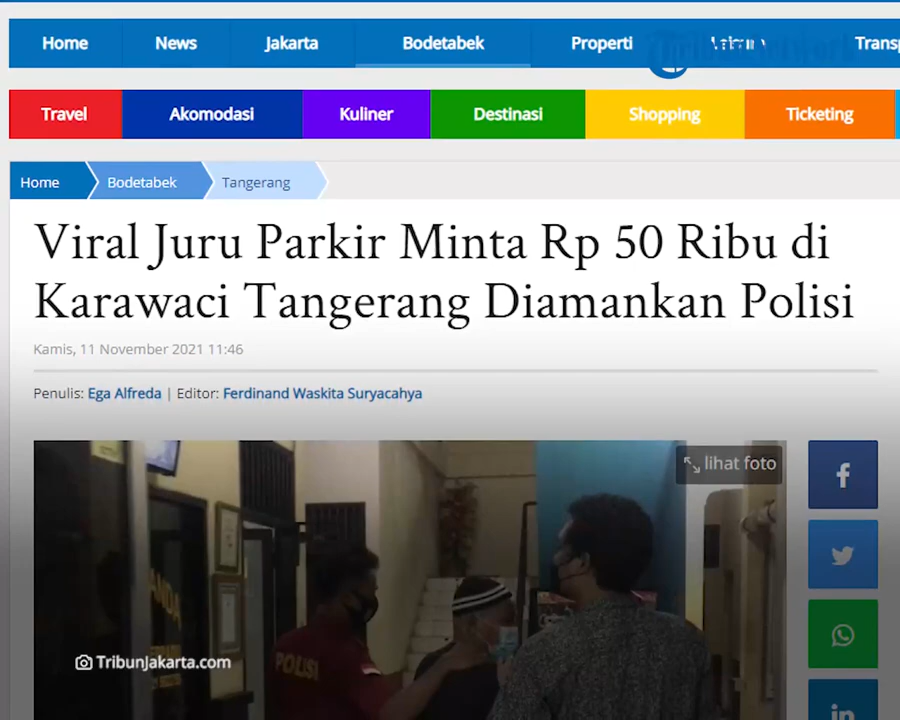 Home News Jakarta Bodetabek Properti
Travel Akomodasi Kuliner Destinasi Shopping Ticketing
Home Bodetabek Tangerang
Viral Juru Parkir Minta Rp 50 Ribu di
Karawaci Tangerang Diamankan Polisi
Kamis, 11 November 2021 11:46
Penulis: Ega Alfreda | Editor: Ferdinand Waskita Suryacahya
lihat foto
TribunJakarta.com
POLISI